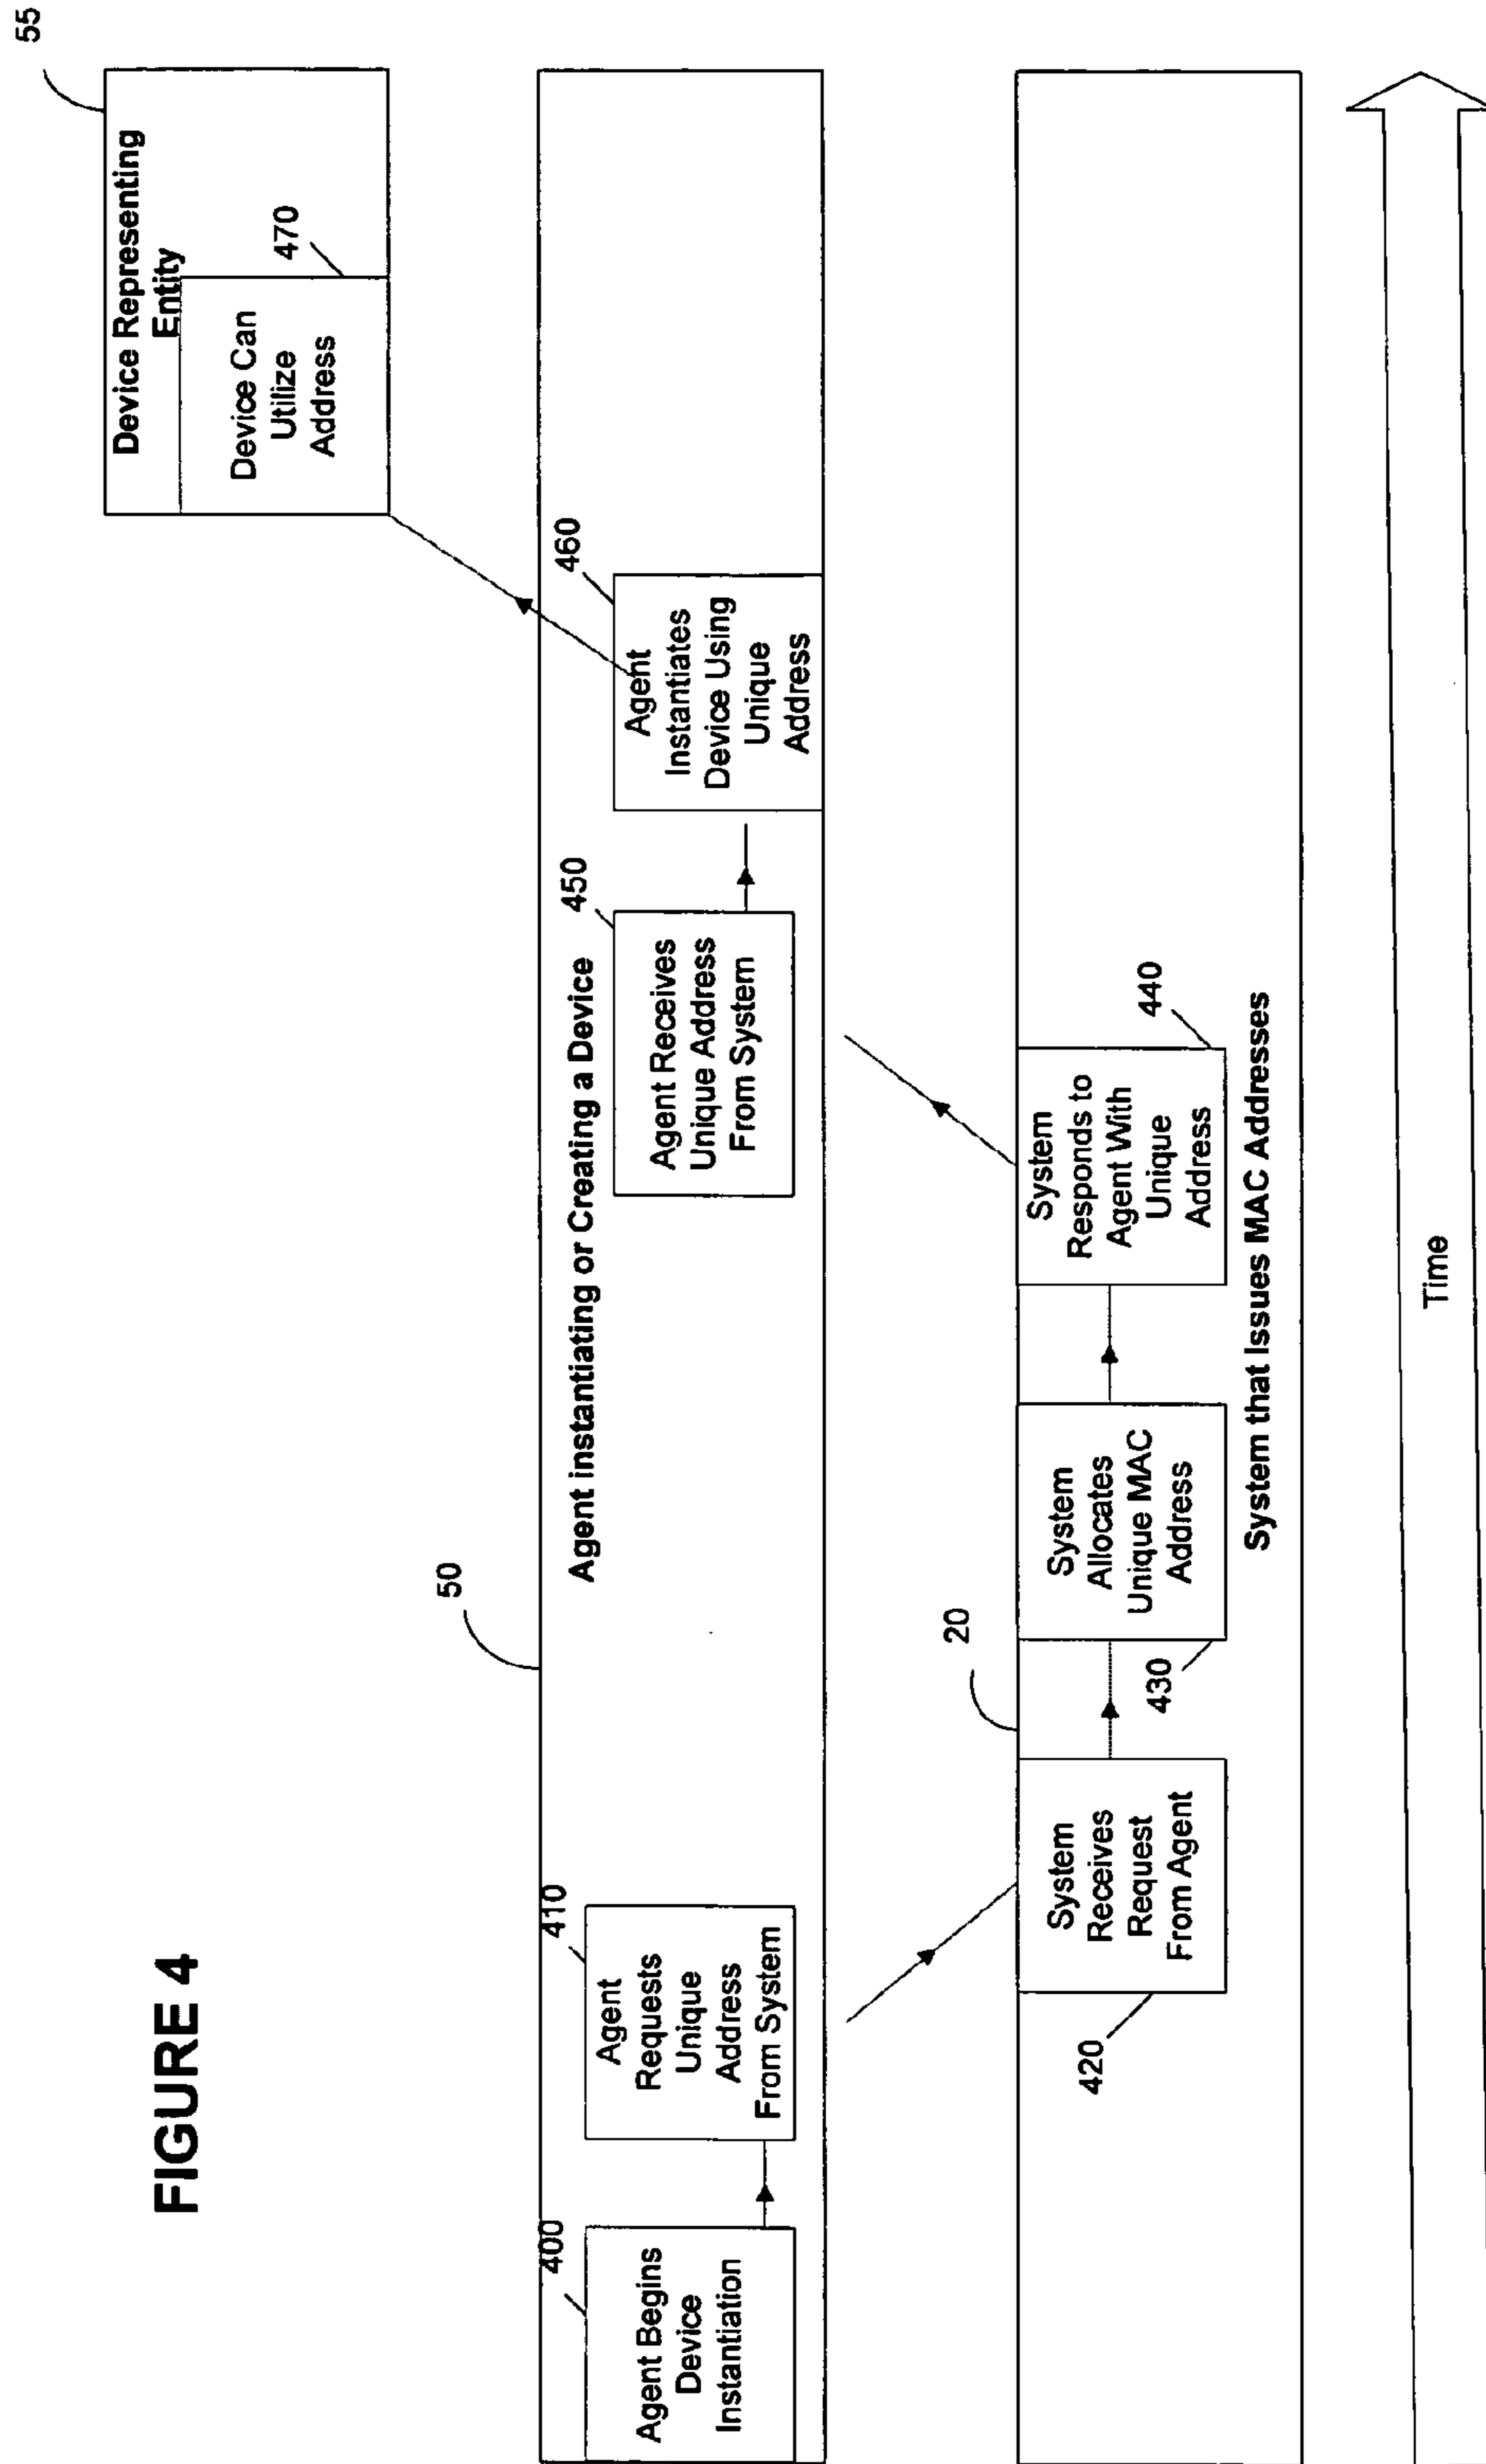 FIGURE 4
55
Device Representing
Entity
470
Device Can
Utilize
Address
50
Agent instantiating or Creating a Device
400
Agent Begins
Device
Instantiation
410
Agent
Requests
Unique
Address
From System
450
Agent Receives
Unique Address
From System
460
Agent
Instantiates
Device Using
Unique
Address
20
420
System
Receives
Request
From Agent
430
System
Allocates
Unique MAC
Address
440
System
Responds to
Agent With
Unique
Address
System that Issues MAC Addresses
Time